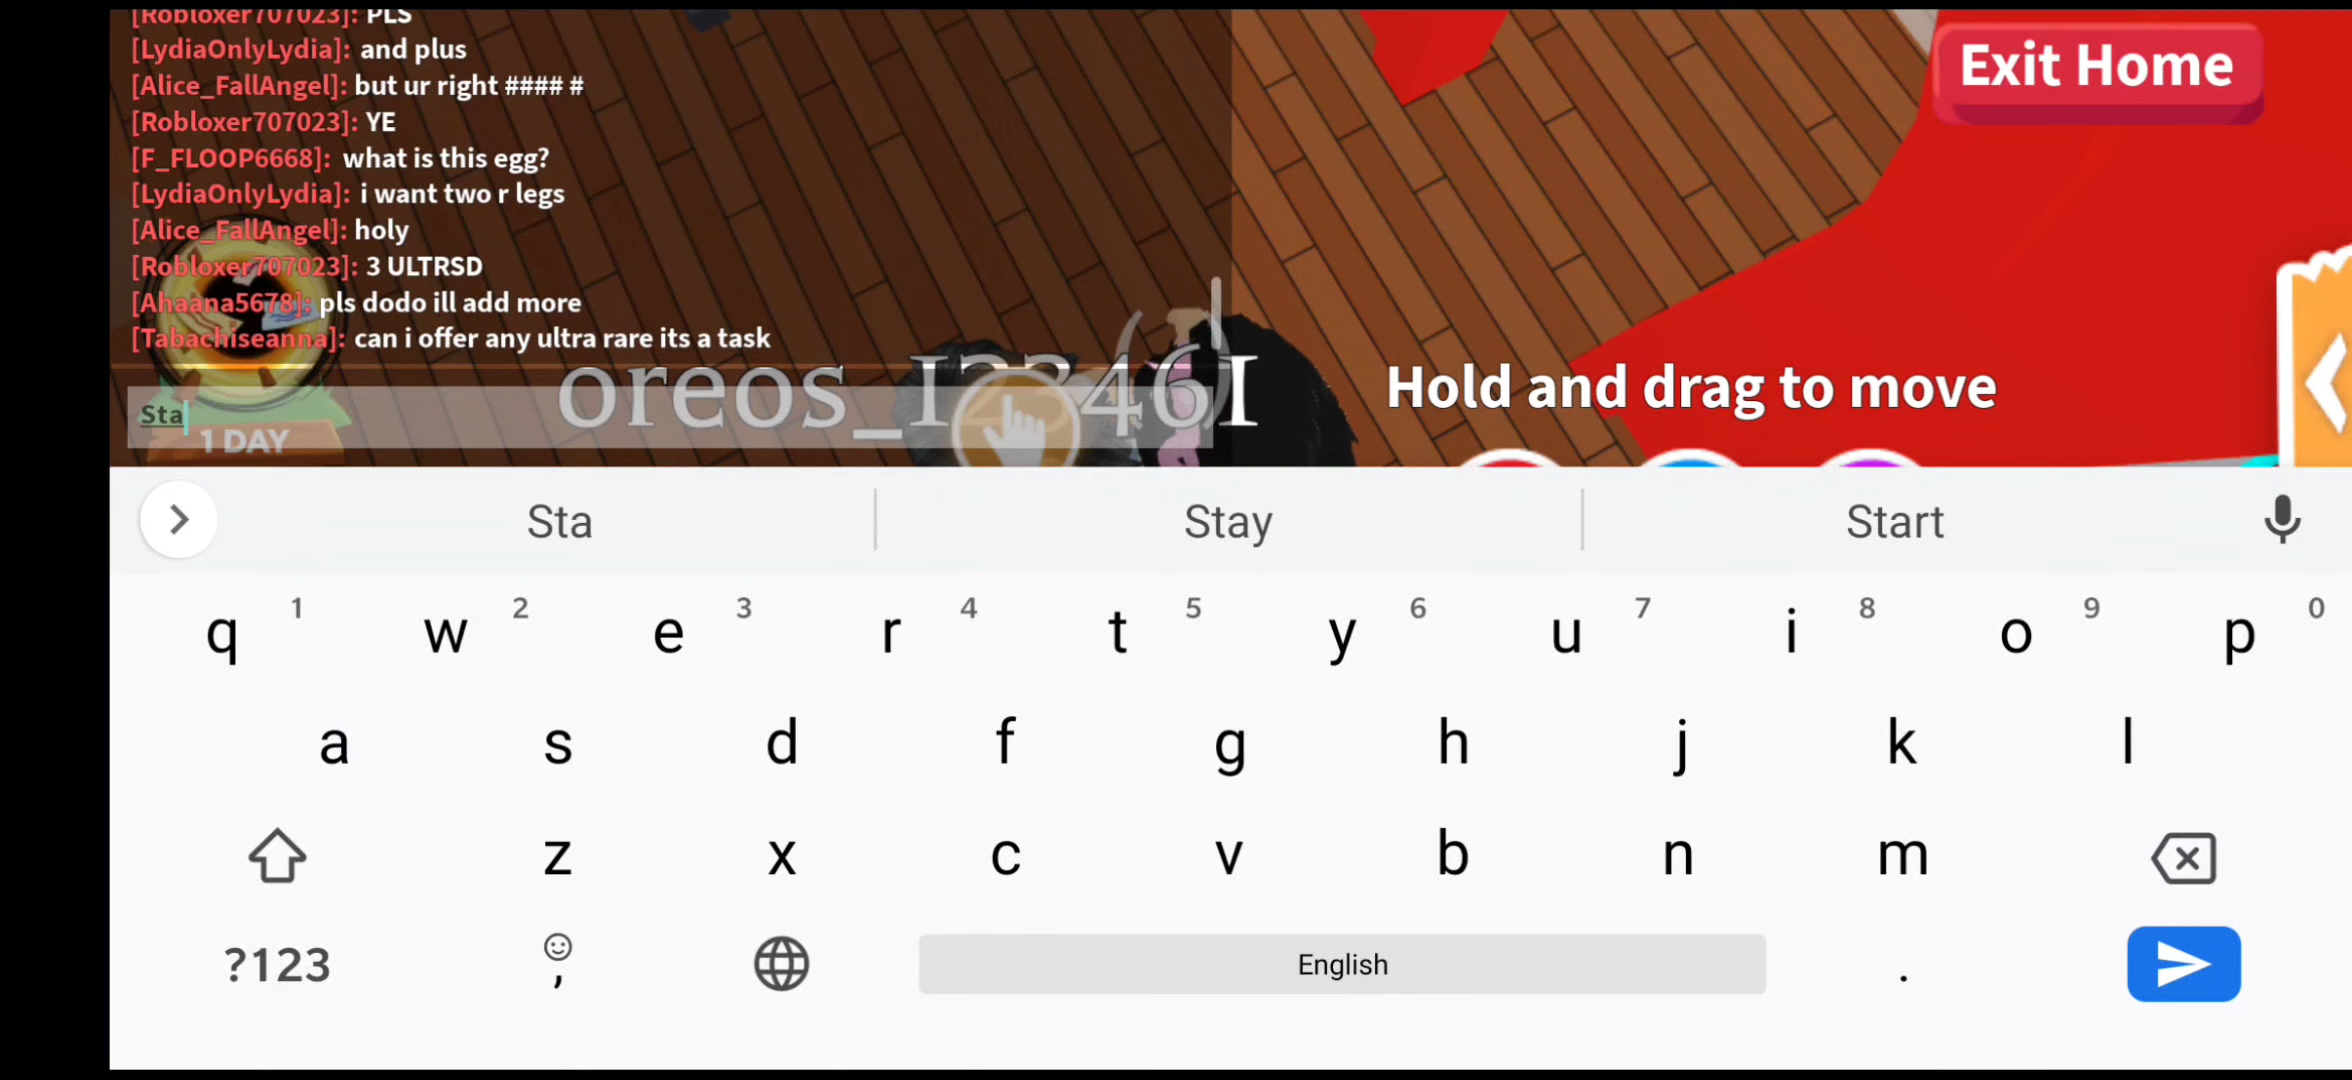 [Robloxer707023]: PLS
[LydiaOnlyLydia]: and plus
[Alice_FallAngel]: but ur right #### #
[Robloxer707023]: YE
[F_FLOOP6668]: what is this egg?
[LydiaOnlyLydia]: i want two r legs
[Alice_FallAngel]: holy
[Robloxer707023]: 3 ULTRSD
[Ahaana5678]: pls dodo ill add more
[Tabachiseanna]: can i offer any ultra rare its a task
Sta
1 DAY
Exit Home
Hold and drag to move
Sta Stay Start
q 1 w 2 e 3 r 4 t 5 y 6 u 7 i 8 o 9 p 0
a s d f g h j k l
z x c v b n m
?123 , English .